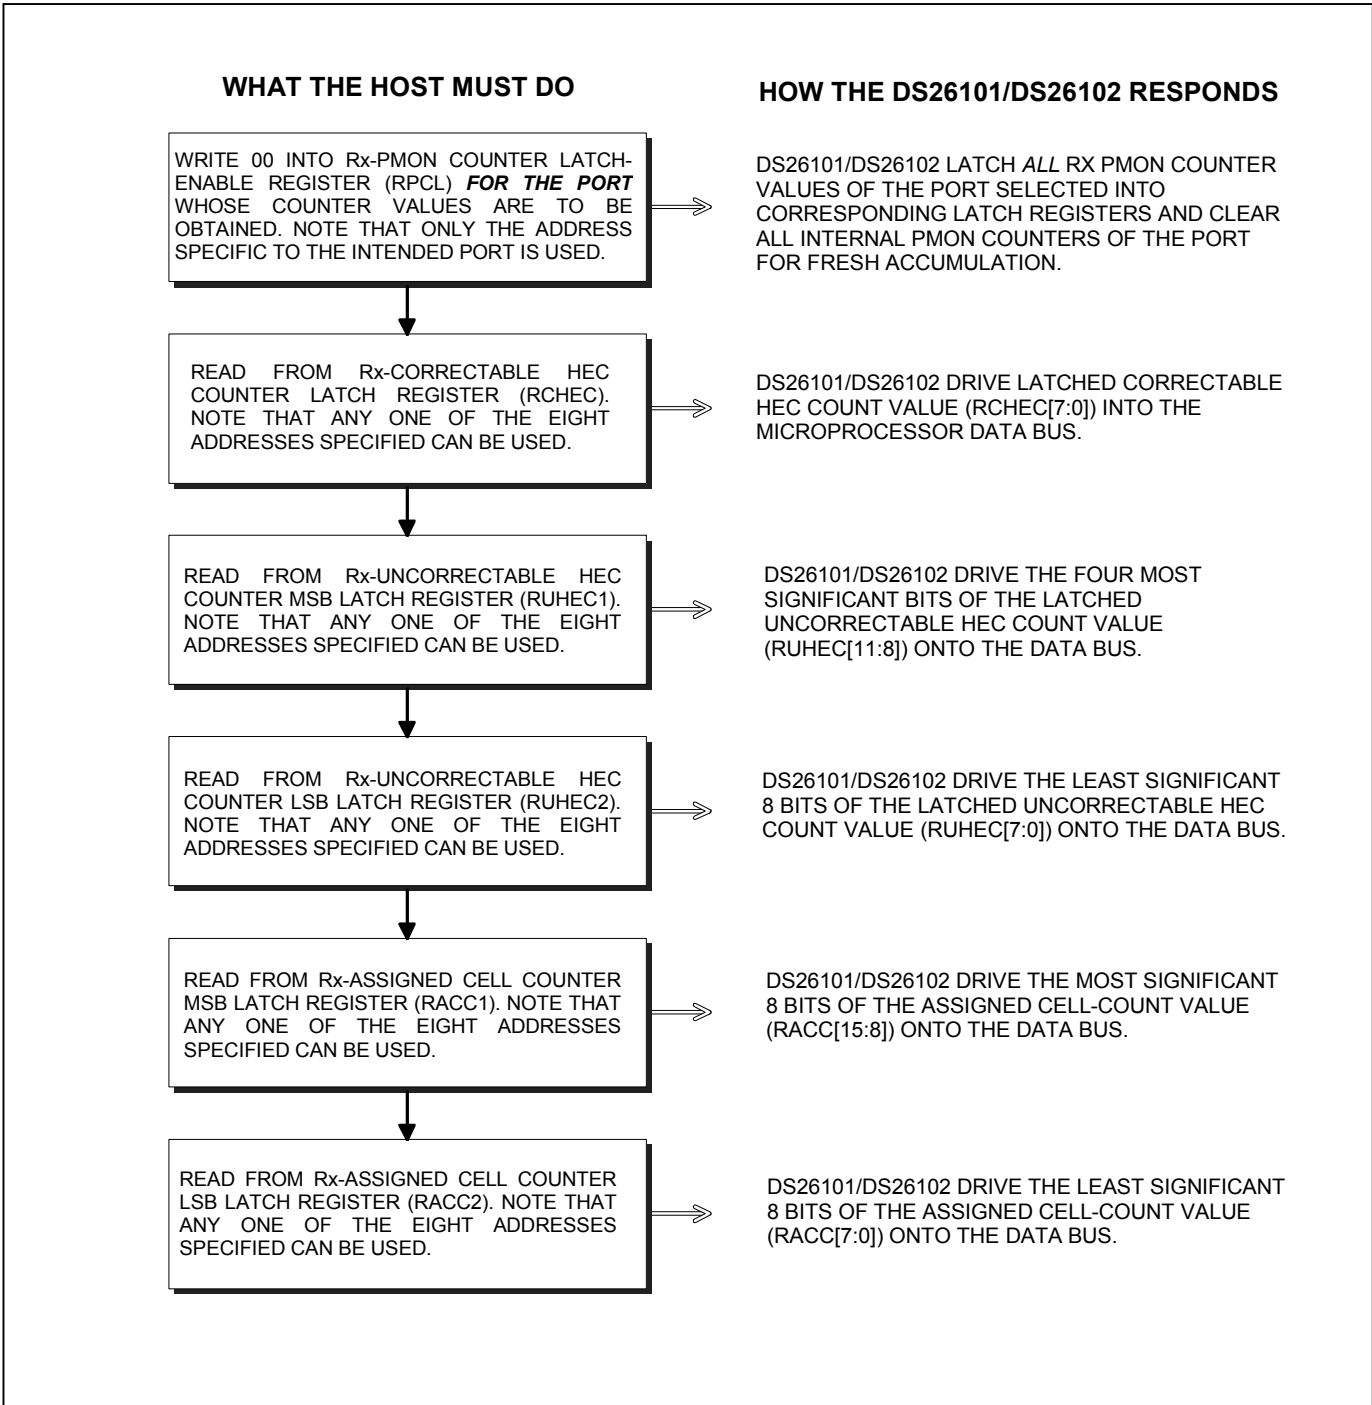 WHAT THE HOST MUST DO
HOW THE DS26101/DS26102 RESPONDS
WRITE 00 INTO Rx-PMON COUNTER LATCH-
ENABLE REGISTER (RPCL) FOR THE PORT
WHOSE COUNTER VALUES ARE TO BE
OBTAINED. NOTE THAT ONLY THE ADDRESS
SPECIFIC TO THE INTENDED PORT IS USED.
DS26101/DS26102 LATCH ALL RX PMON COUNTER
VALUES OF THE PORT SELECTED INTO
CORRESPONDING LATCH REGISTERS AND CLEAR
ALL INTERNAL PMON COUNTERS OF THE PORT
FOR FRESH ACCUMULATION.
READ FROM Rx-CORRECTABLE HEC
COUNTER LATCH REGISTER (RCHEC).
NOTE THAT ANY ONE OF THE EIGHT
ADDRESSES SPECIFIED CAN BE USED.
DS26101/DS26102 DRIVE LATCHED CORRECTABLE
HEC COUNT VALUE (RCHEC[7:0]) INTO THE
MICROPROCESSOR DATA BUS.
READ FROM Rx-UNCORRECTABLE HEC
COUNTER MSB LATCH REGISTER (RUHEC1).
NOTE THAT ANY ONE OF THE EIGHT
ADDRESSES SPECIFIED CAN BE USED.
DS26101/DS26102 DRIVE THE FOUR MOST
SIGNIFICANT BITS OF THE LATCHED
UNCORRECTABLE HEC COUNT VALUE
(RUHEC[11:8]) ONTO THE DATA BUS.
READ FROM Rx-UNCORRECTABLE HEC
COUNTER LSB LATCH REGISTER (RUHEC2).
NOTE THAT ANY ONE OF THE EIGHT
ADDRESSES SPECIFIED CAN BE USED.
DS26101/DS26102 DRIVE THE LEAST SIGNIFICANT
8 BITS OF THE LATCHED UNCORRECTABLE HEC
COUNT VALUE (RUHEC[7:0]) ONTO THE DATA BUS.
READ FROM Rx-ASSIGNED CELL COUNTER
MSB LATCH REGISTER (RACC1). NOTE THAT
ANY ONE OF THE EIGHT ADDRESSES
SPECIFIED CAN BE USED.
DS26101/DS26102 DRIVE THE MOST SIGNIFICANT
8 BITS OF THE ASSIGNED CELL-COUNT VALUE
(RACC[15:8]) ONTO THE DATA BUS.
READ FROM Rx-ASSIGNED CELL COUNTER
LSB LATCH REGISTER (RACC2). NOTE THAT
ANY ONE OF THE EIGHT ADDRESSES
SPECIFIED CAN BE USED.
DS26101/DS26102 DRIVE THE LEAST SIGNIFICANT
8 BITS OF THE ASSIGNED CELL-COUNT VALUE
(RACC[7:0]) ONTO THE DATA BUS.